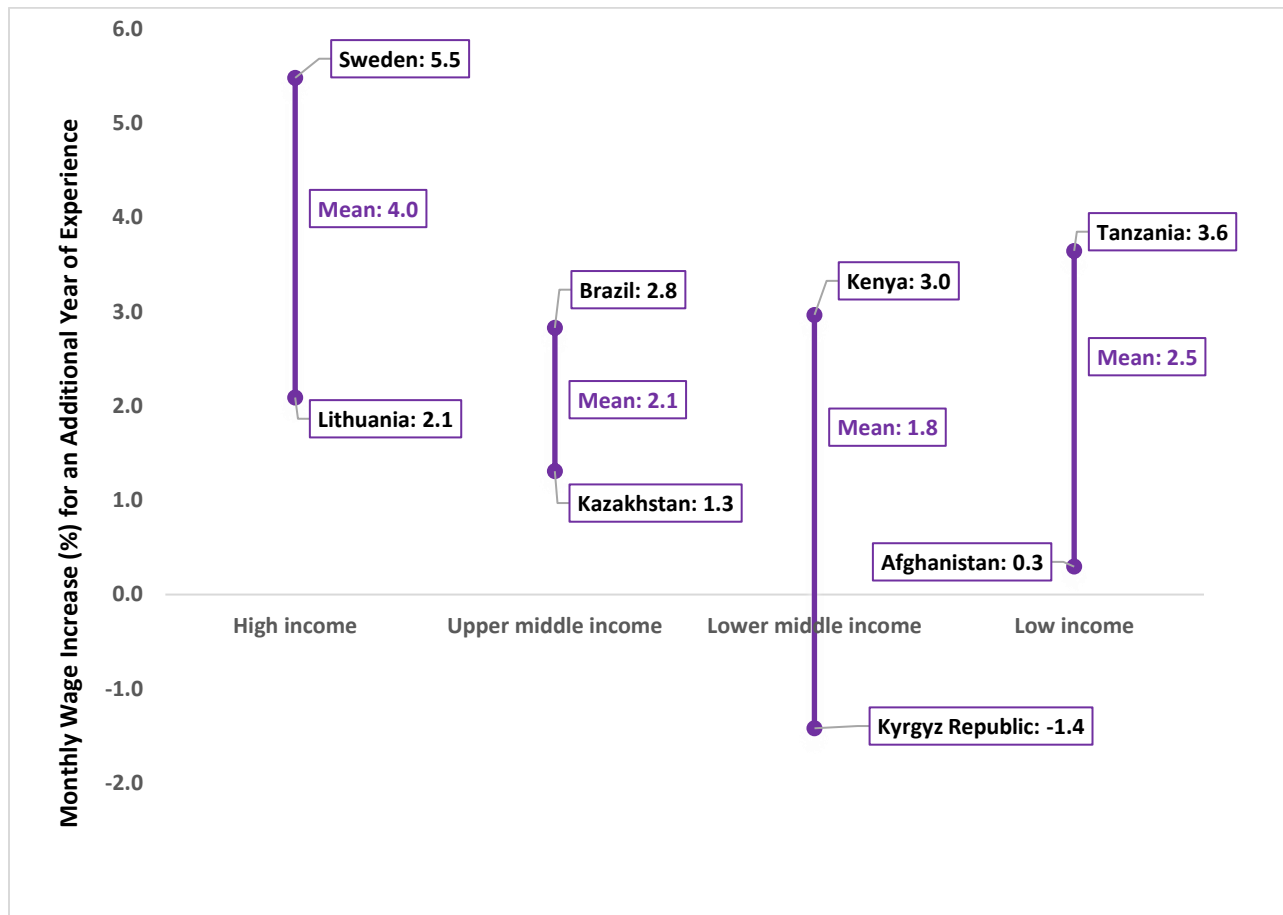 Monthly Wage Increase (%) for an Additional Year of Experience
6.0
5.0
4.0
3.0
2.0
1.0
0.0
-1.0
-2.0
Sweden: 5.5
Mean: 4.0
Lithuania: 2.1
Brazil: 2.8
Mean: 2.1
Kazakhstan: 1.3
Kenya: 3.0
Mean: 1.8
Kyrgyz Republic: -1.4
Tanzania: 3.6
Mean: 2.5
Afghanistan: 0.3
High income
Upper middle income
Lower middle income
Low income